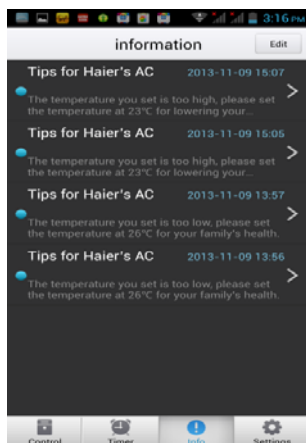 3:16 PM
information
Edit
Tips for Haier's AC 2013-11-09 15:07
The temperature you set is too high, please set
the temperature at 23°C for lowering your...
Tips for Haier's AC 2013-11-09 15:05
The temperature you set is too high, please set
the temperature at 23°C for lowering your...
Tips for Haier's AC 2013-11-09 13:57
The temperature you set is too low, please set
the temperature at 26°C for your family's health.
Tips for Haier's AC 2013-11-09 13:56
The temperature you set is too low, please set
the temperature at 26°C for your family's health.
Control Timer Info Settings